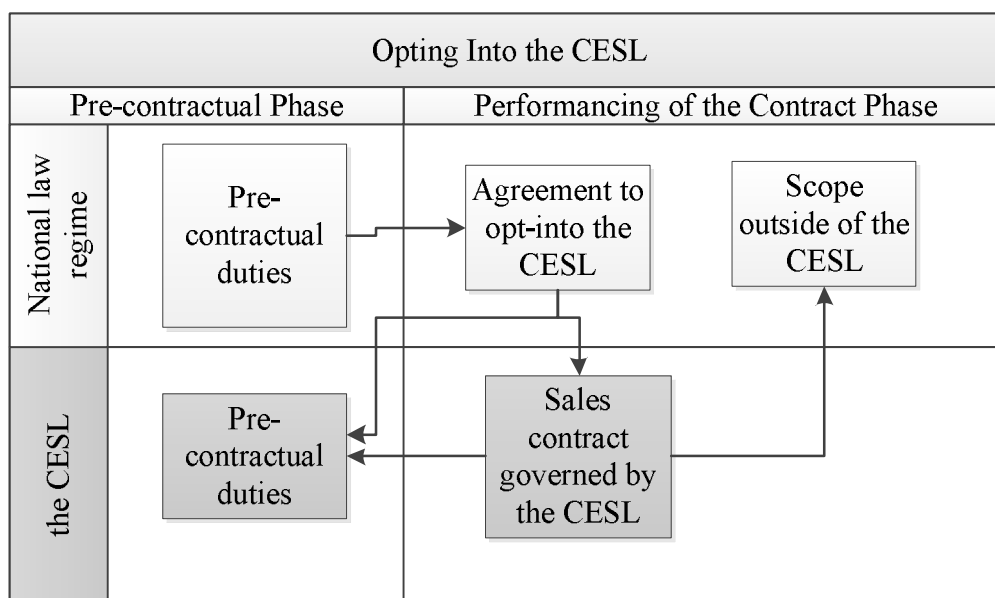 Opting Into the CESL
Pre-contractual Phase
Performancing of the Contract Phase
National law
regime
Pre-
contractual
duties
Agreement to
opt-into the
CESL
Scope
outside of the
CESL
the CESL
Pre-
contractual
duties
Sales
contract
governed by
the CESL